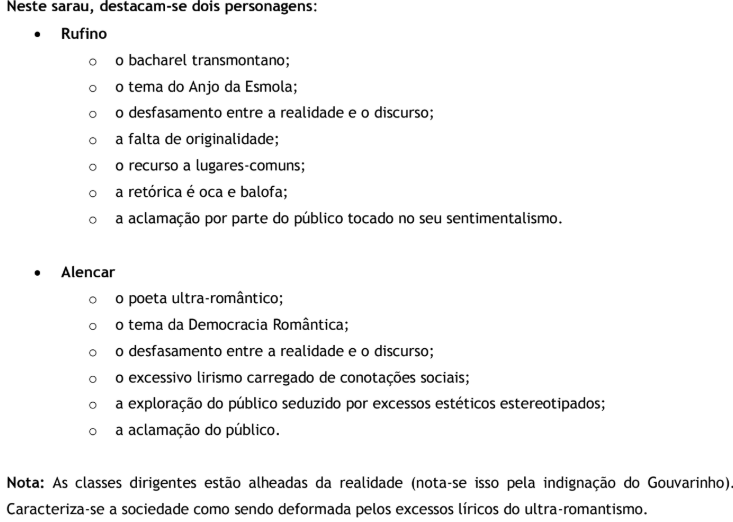 Neste sarau, destacam-se dois personagens:
• Rufino
o o bacharel transmontano;
o o tema do Anjo da Esmola;
o o desfasamento entre a realidade e o discurso;
o a falta de originalidade;
o o recurso a lugares-comuns;
o a retórica é oca e balofa;
o a aclamação por parte do público tocado no seu sentimentalismo.
• Alencar
o o poeta ultra-romântico;
o o tema da Democracia Romântica;
o o desfasamento entre a realidade e o discurso;
o o excessivo lirismo carregado de conotações sociais;
o a exploração do público seduzido por excessos estéticos estereotipados;
o a aclamação do público.
Nota: As classes dirigentes estão alheadas da realidade (nota-se isso pela indignação do Gouvarinho).
Caracteriza-se a sociedade como sendo deformada pelos excessos líricos do ultra-romantismo.